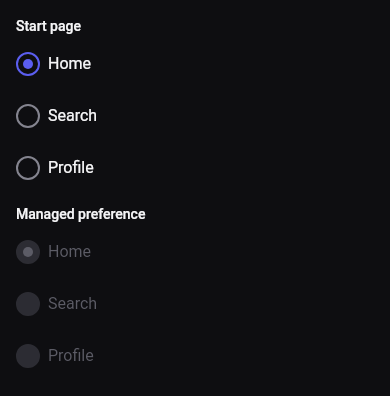 Start page
Home
Search
Profile
Managed preference
Home
Search
Profile